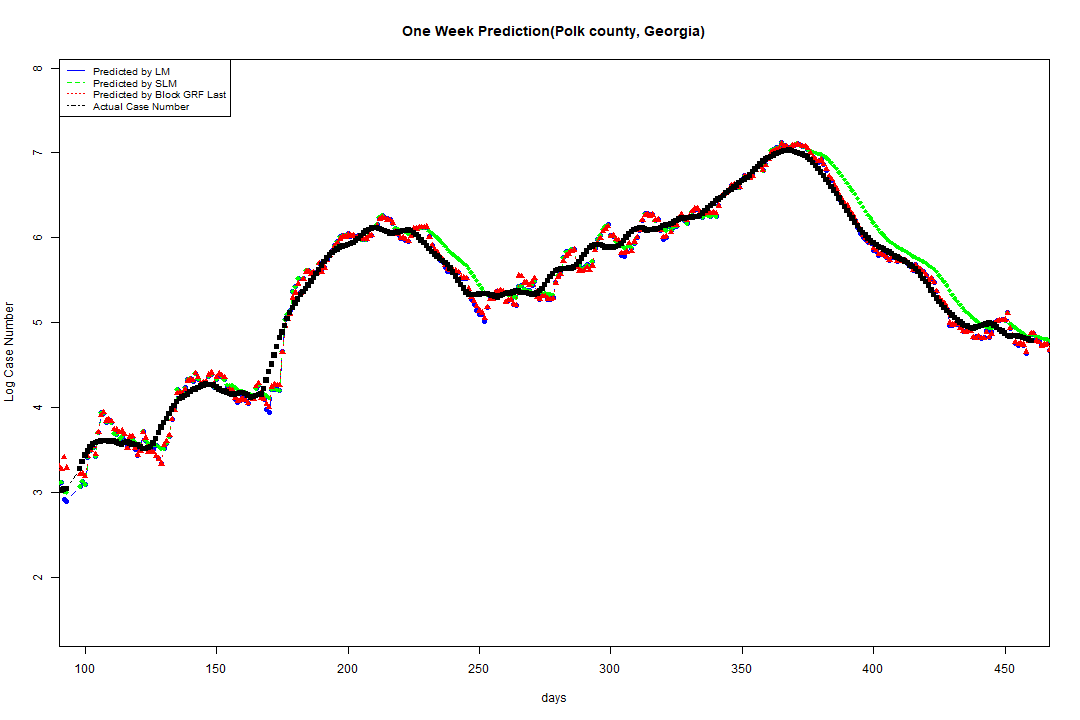 One Week Prediction(Polk county, Georgia)
Predicted by LM
Predicted by SLM
Predicted by Block GRF Last
Actual Case Number
8
7
6
5
4
3
2
Log Case Number
100 150 200 250 300 350 400 450
days